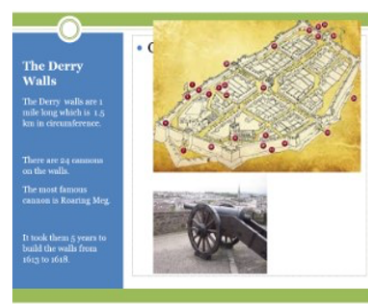 The Derry
Walls
The Derry walls are 1
mile long which is 1.5
km in circumference.
There are 24 cannons
on the walls.
The most famous
cannon is Roaring Meg.
It took them 5 years to
build the walls from
1613 to 1618.